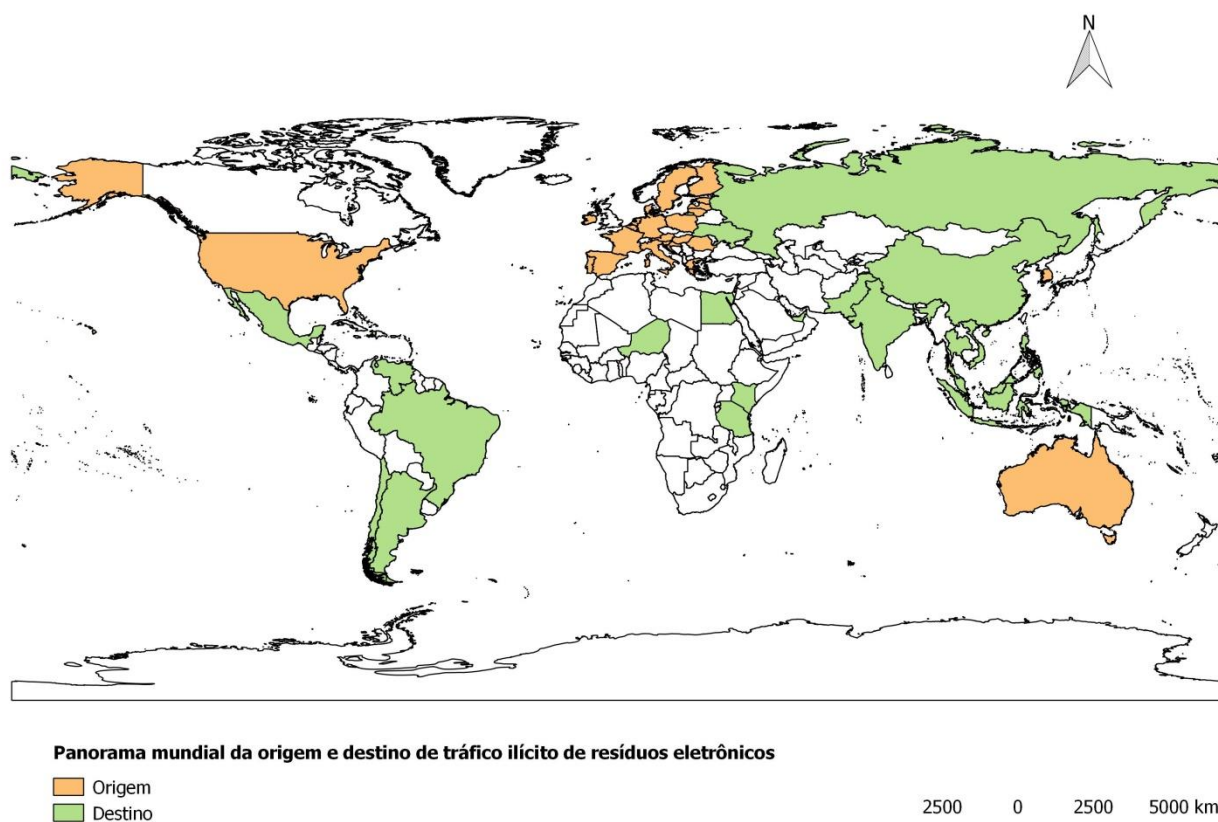 N
Panorama mundial da origem e destino de tráfico ilícito de resíduos eletrônicos
Origem
Destino
2500 0 2500 5000 km